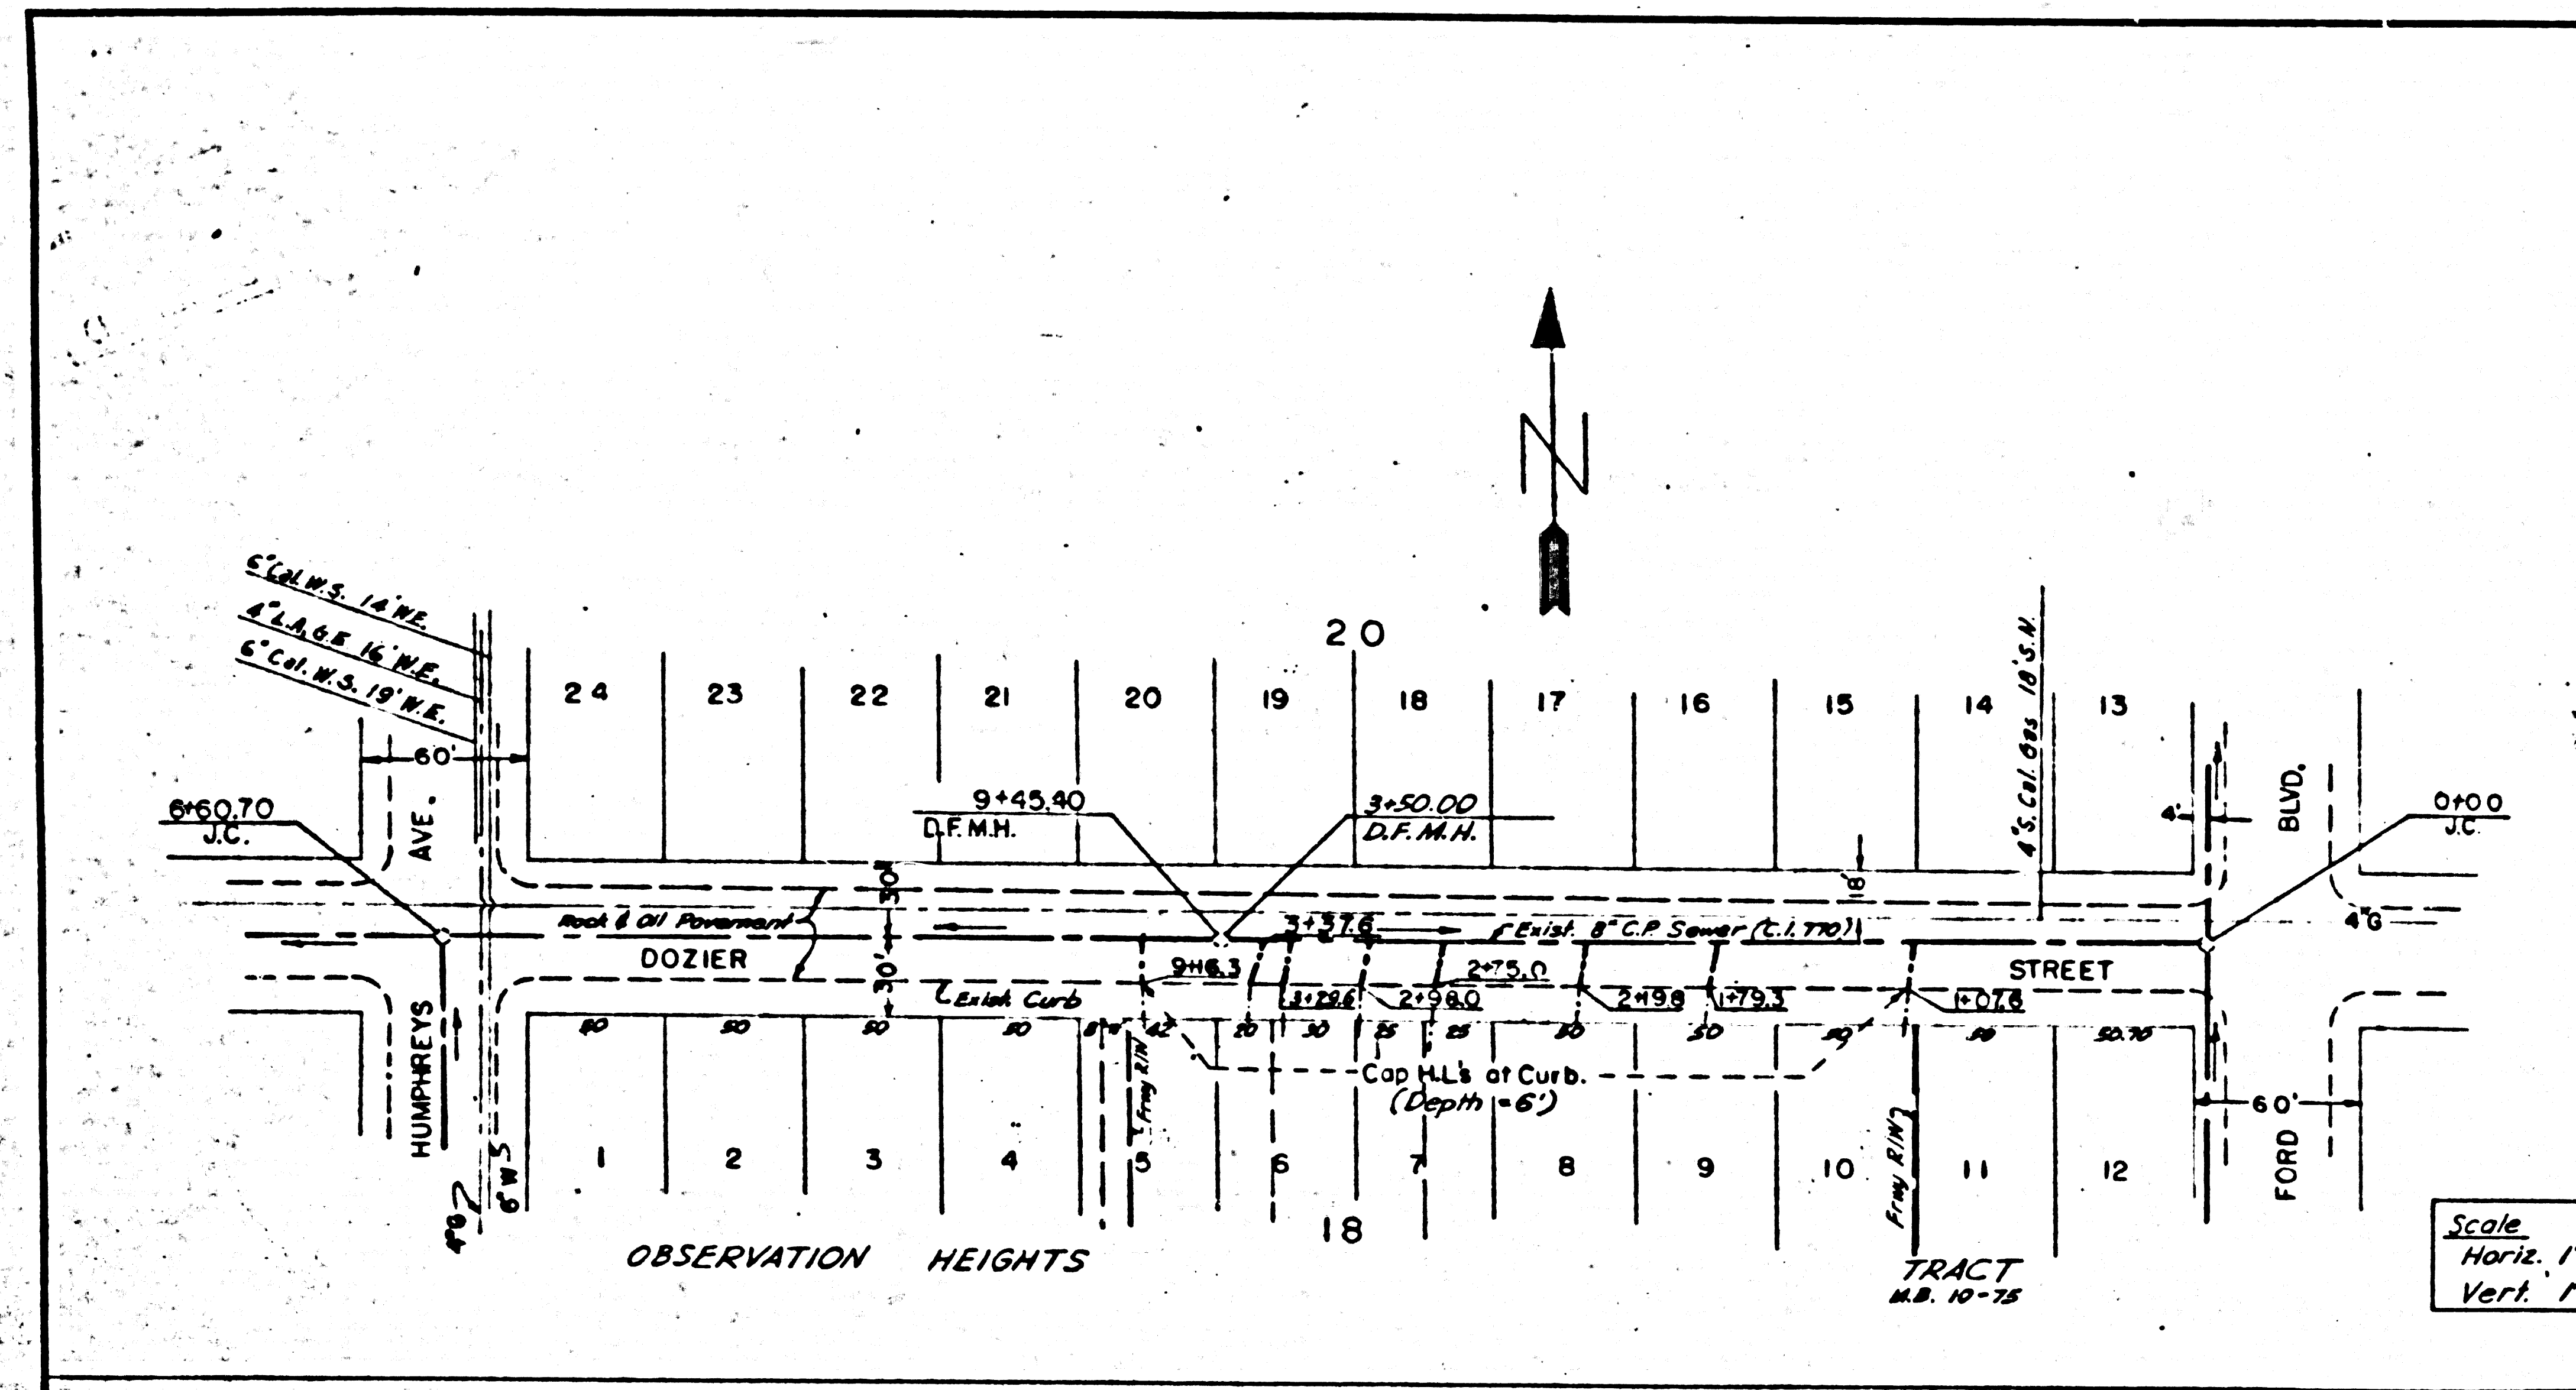 N
20
6" Cal. W.S. 14' W.E.
4" L.A. G.E 16' W.E.
6" Cal. W.S. 19' W.E.
24 23 22 21 20 19 18 17 16 15 14 13
4" S. Cal. Gas 18' S.N.
60'
AVE.
BLVD.
6+60.70
J.C.
9+45.40
D.F.M.H.
3+50.00
D.F.M.H.
4'
0+00
J.C.
30'
18'
Rock & Oil Pavement
3+37.6
Exist. 8" C.P. Sewer (C.I. 770)
4"G
DOZIER
STREET
30'
9+16.3
2+75.0
Exist. Curb
3+29.6
2+98.0
2+19.8
1+79.3
1+07.6
50 50 50 50 8' 42 20 30 25 25 50 50 50 50 50.70
HUMPHREYS
Frwy R/W
Cap H.L's at Curb.
(Depth = 6')
60'
FORD
1 2 3 4 5 6 7 8 9 10 11 12
Frwy R/W
4"G
6" W S
18
OBSERVATION HEIGHTS
TRACT
M.B. 10-75
Scale
Horiz. 1"
Vert. 1"